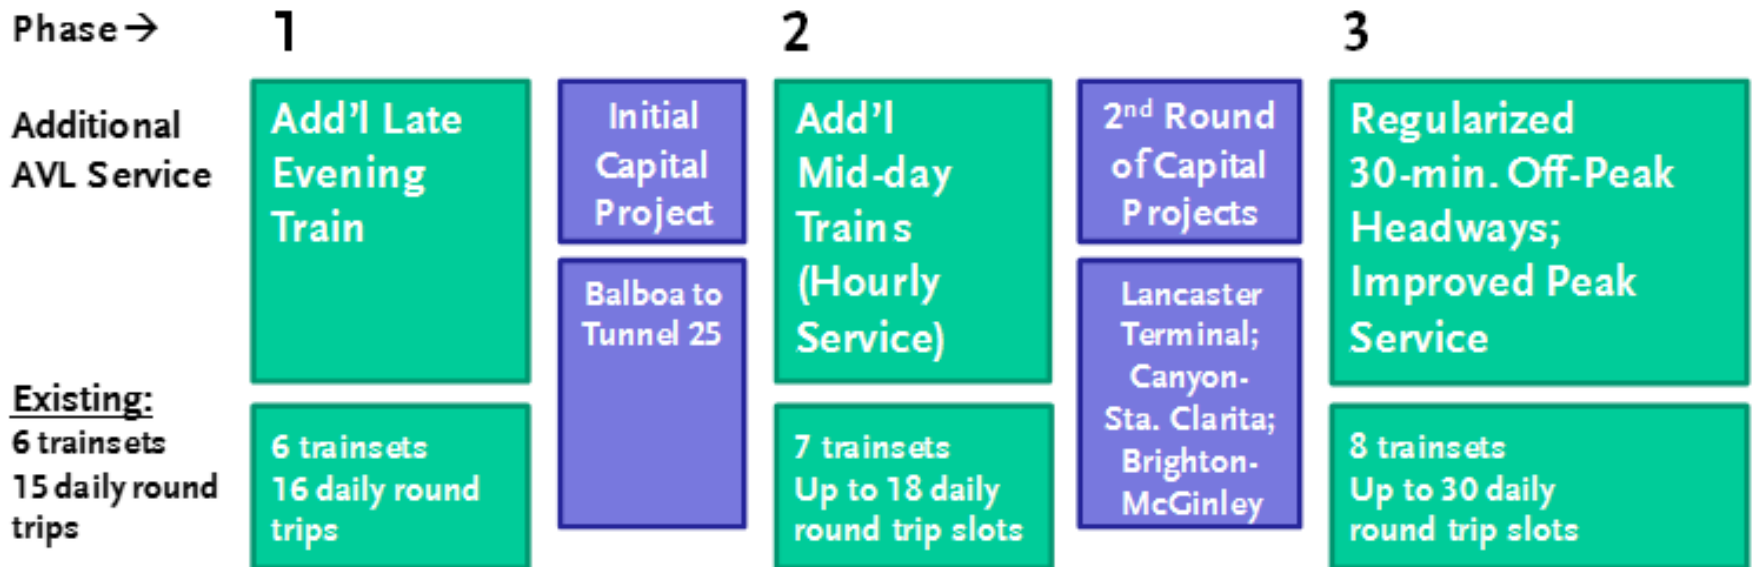 Phase → 1 2 3
Additional
AVL Service
Existing:
6 trainsets
15 daily round
trips
Add'l Late
Evening
Train
6 trainsets
16 daily round
trips
Initial
Capital
Project
Balboa to
Tunnel 25
Add'l
Mid-day
Trains
(Hourly
Service)
7 trainsets
Up to 18 daily
round trip slots
2nd Round
of Capital
Projects
Lancaster
Terminal;
Canyon-
Sta. Clarita;
Brighton-
McGinley
Regularized
30-min. Off-Peak
Headways;
Improved Peak
Service
8 trainsets
Up to 30 daily
round trip slots